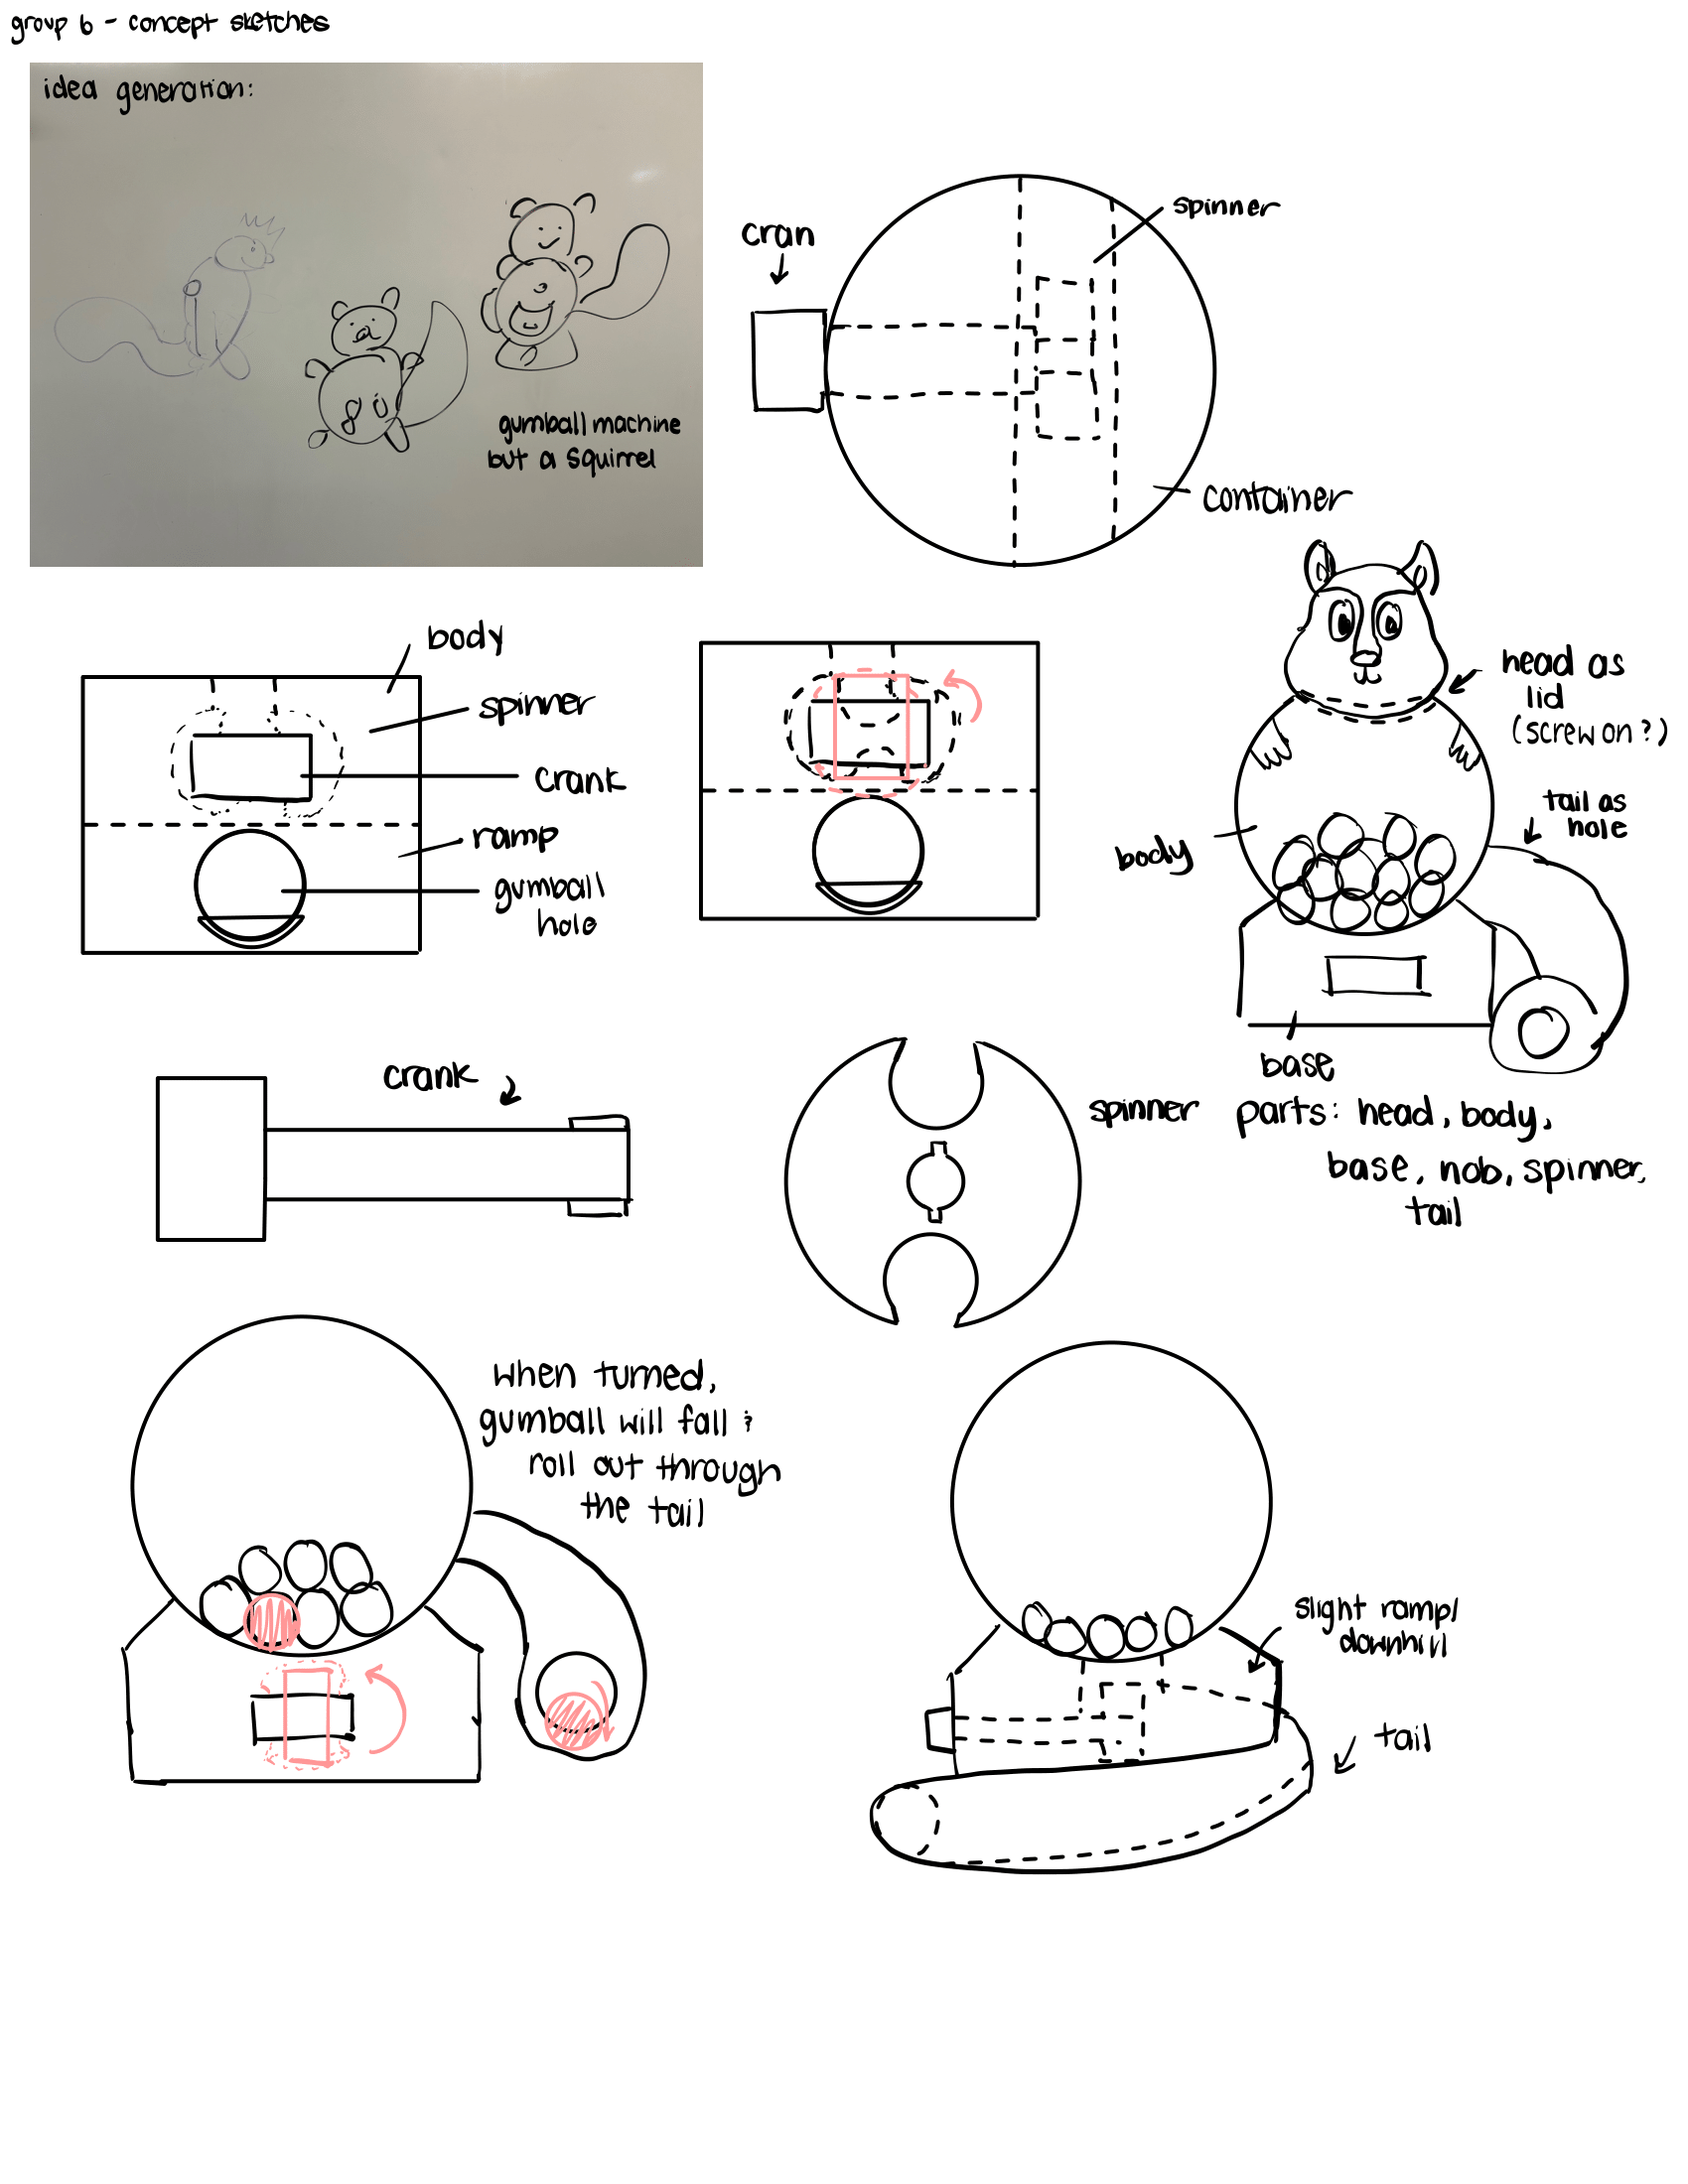 group 6 - concept sketches
idea generation:
gumball machine
but a squirrel
cran
spinner
container
body
spinner
crank
ramp
gumball
hole
head as
lid
(screw on?)
tail as
hole
body
base
crank
spinner
parts: head, body,
base, nob, spinner,
tail
when turned,
gumball will fall &
roll out through
the tail
slight ramp/
downhill
tail